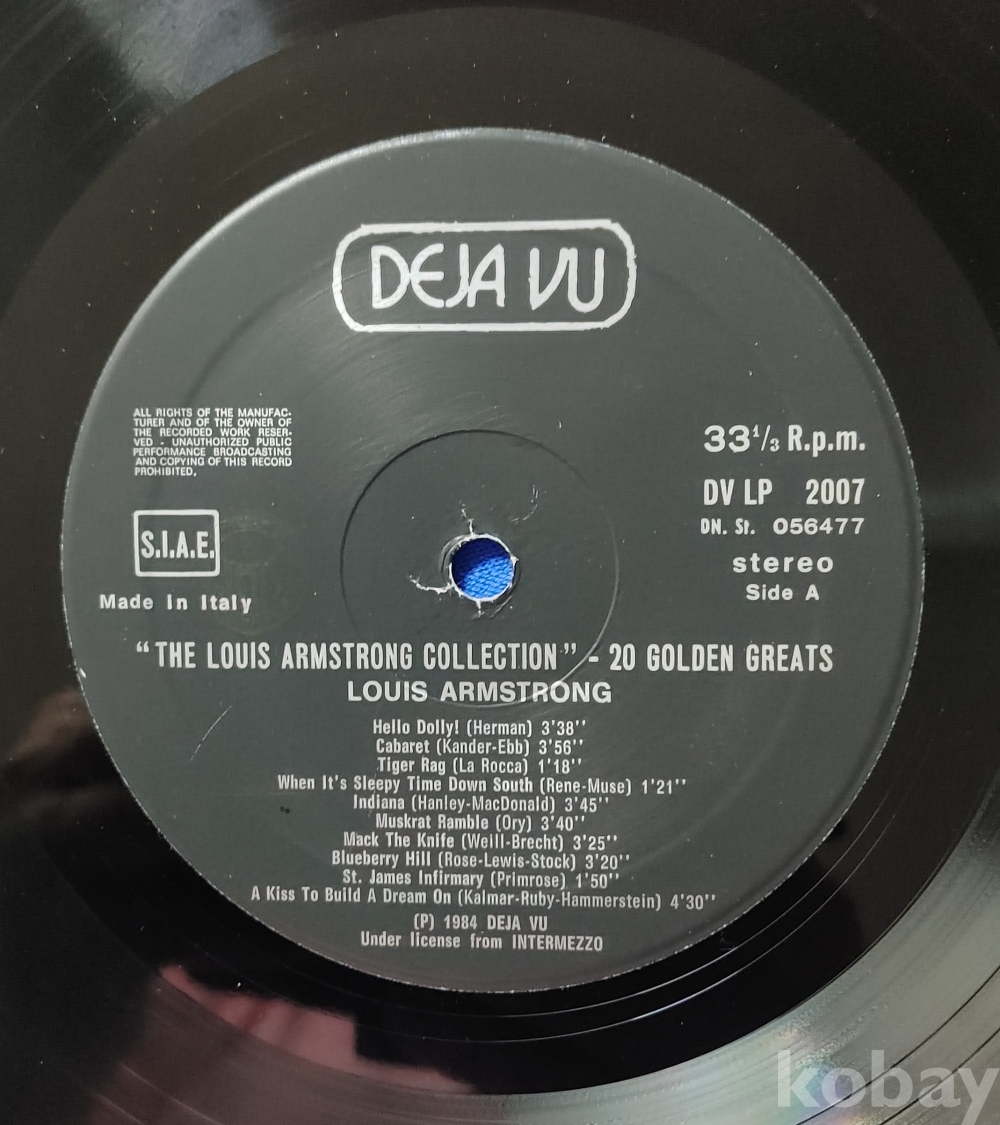 DEJA VU
ALL RIGHTS OF THE MANUFAC-
TURER AND OF THE OWNER OF
THE RECORDED WORK RESER-
VED - UNAUTHORIZED PUBLIC
PERFORMANCE BROADCASTING
AND COPYING OF THIS RECORD
PROHIBITED.
S.I.A.E.
Made In Italy
33 1/3 R.p.m.
DV LP 2007
DN. St. 056477
stereo
Side A
"THE LOUIS ARMSTRONG COLLECTION" - 20 GOLDEN GREATS
LOUIS ARMSTRONG
Hello Dolly! (Herman) 3'38''
Cabaret (Kander-Ebb) 3'56''
Tiger Rag (La Rocca) 1'18''
When It's Sleepy Time Down South (Rene-Muse) 1'21''
Indiana (Hanley-MacDonald) 3'45''
Muskrat Ramble (Ory) 3'40''
Mack The Knife (Weill-Brecht) 3'25''
Blueberry Hill (Rose-Lewis-Stock) 3'20''
St. James Infirmary (Primrose) 1'50''
A Kiss To Build A Dream On (Kalmar-Ruby-Hammerstein) 4'30''
(P) 1984 DEJA VU
Under license from INTERMEZZO
kobay